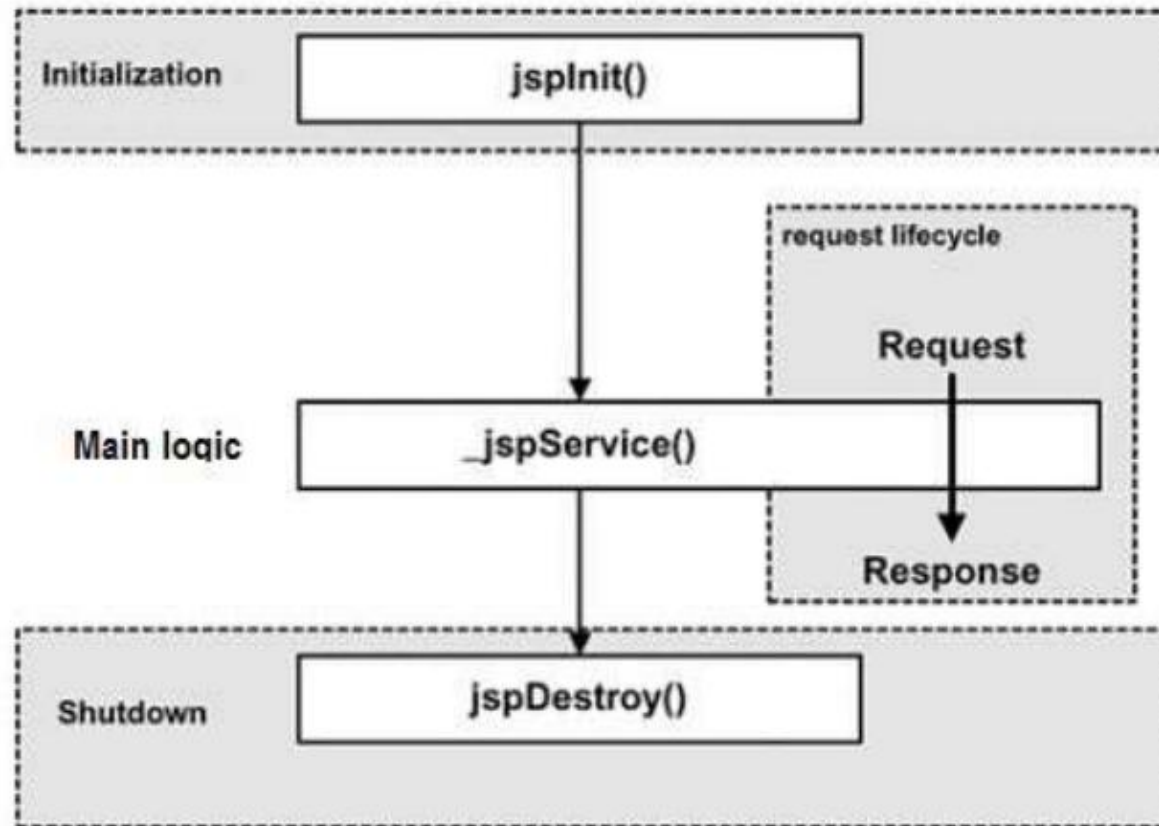 Initialization
jspInit()
request lifecycle
Request
Main logic
_jspService()
Response
Shutdown
jspDestroy()